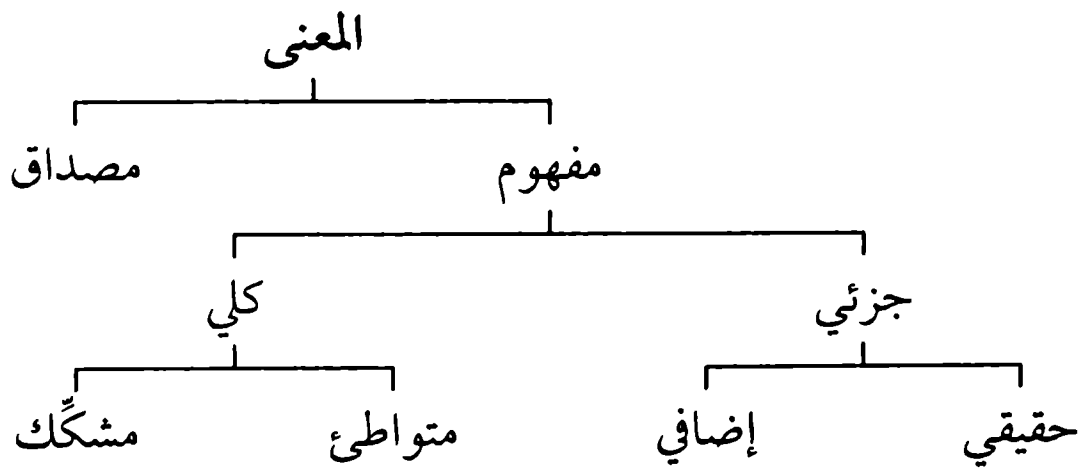 المعنى
مفهوم مصداق
جزئي كلي
حقيقي إضافي متواطئ مشكِّك